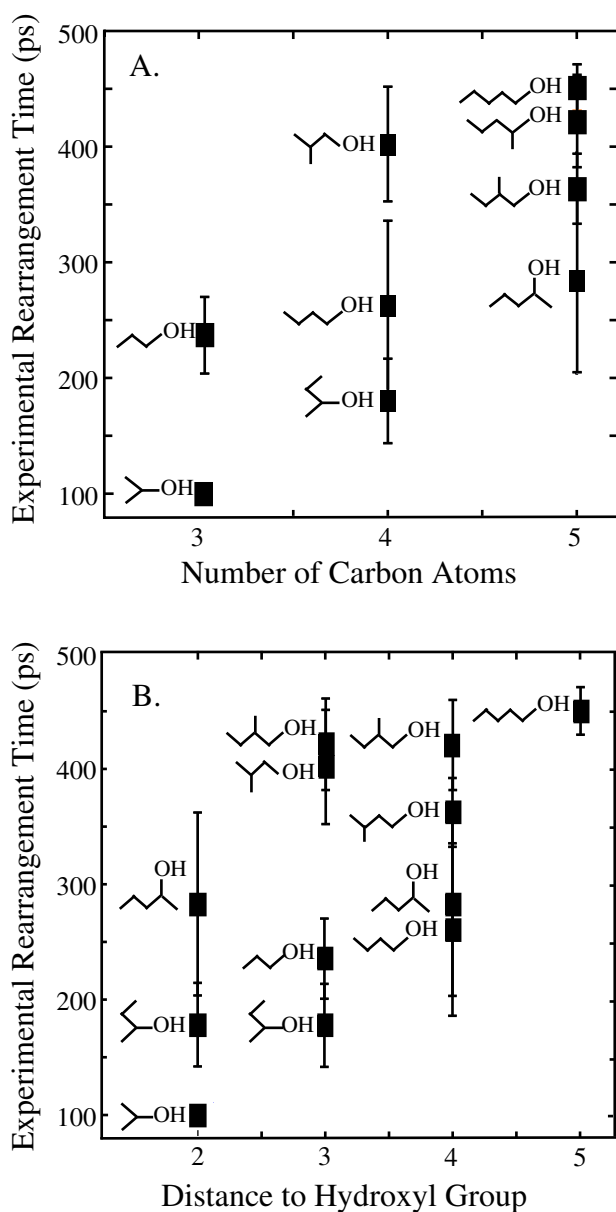 Experimental Rearrangement Time (ps)
500
400
300
200
100
A.
OH
OH
OH
OH
OH
OH
OH
OH
OH
3
4
5
Number of Carbon Atoms
Experimental Rearrangement Time (ps)
500
400
300
200
100
B.
OH
OH
OH
OH
OH
OH
OH
OH
OH
OH
OH
OH
2
3
4
5
Distance to Hydroxyl Group